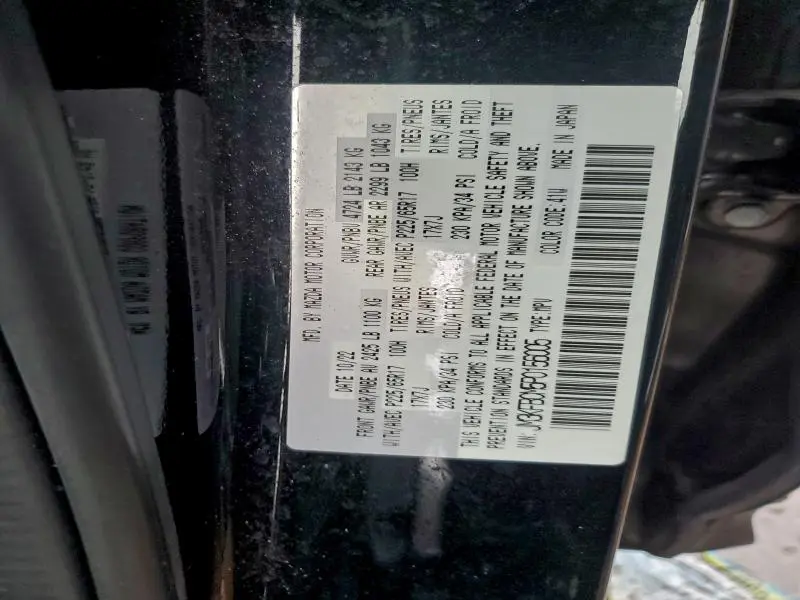 MFD. BY MAZDA MOTOR CORPORATION
DATE 10/22 GVWR/PNBV 4724 LB 2143 KG
FRONT GAWR/PNBE AV 2425 LB 1100 KG REAR GAWR/PNBE AR 2299 LB 1043 KG
WITH/AVEC P225/65R17 100H TIRES/PNEUS WITH/AVEC P225/65R17 100H TIRES/PNEUS
17X7J RIMS/JANTES 17X7J RIMS/JANTES
230 KPA/34 PSI COLD/A FROID 230 KPA/34 PSI COLD/A FROID
THIS VEHICLE CONFORMS TO ALL APPLICABLE FEDERAL MOTOR VEHICLE SAFETY AND THEFT
PREVENTION STANDARDS IN EFFECT ON THE DATE OF MANUFACTURE SHOWN ABOVE.
VIN: TYPE:MPV COLOR CODE:41W MADE IN JAPAN